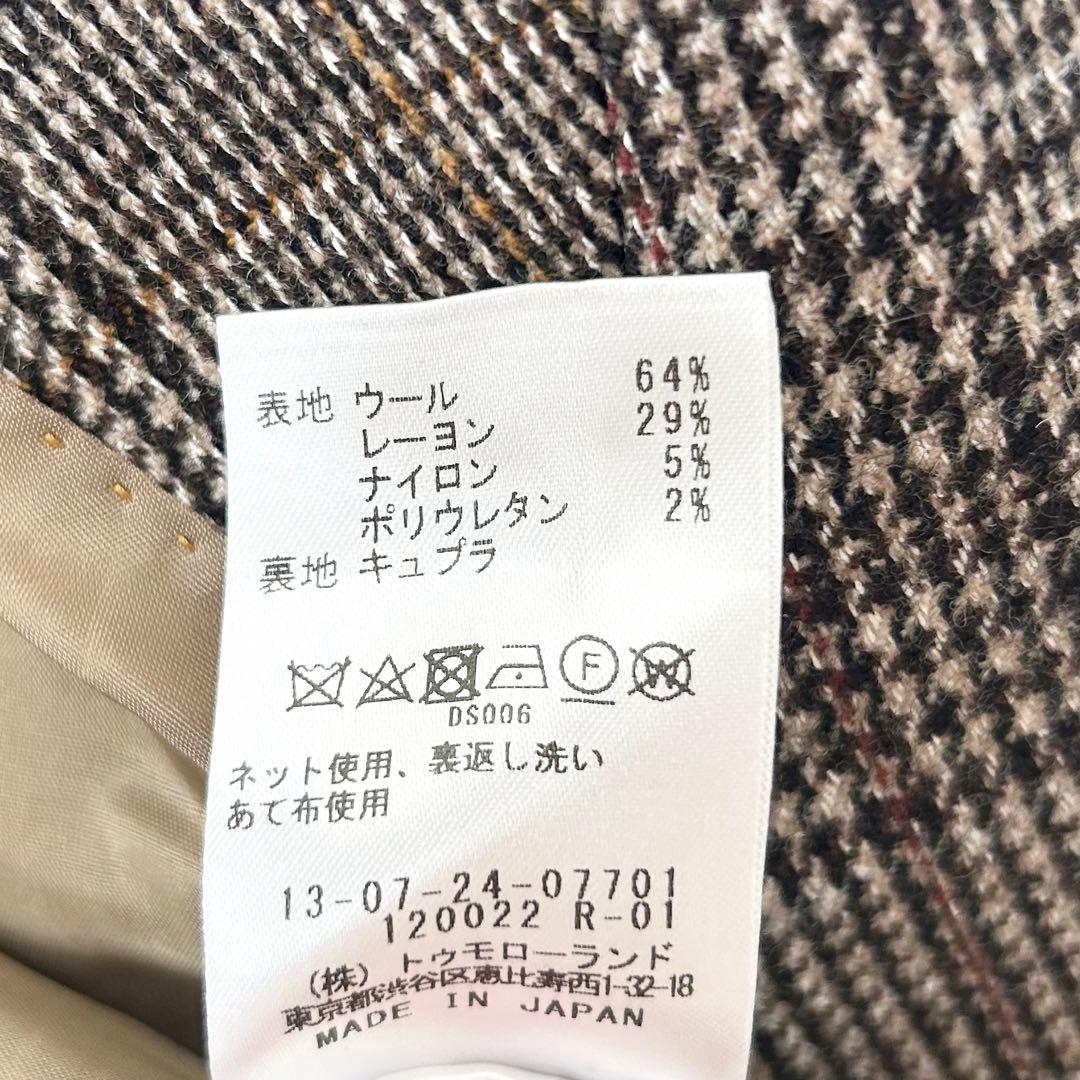 表地 ウール 64%
レーヨン 29%
ナイロン 5%
ポリウレタン 2%
裏地 キュプラ
F W
DS006
ネット使用、裏返し洗い
あて布使用
13-07-24-07701
120022 R-01
(株) トゥモローランド
東京都渋谷区恵比寿西1-32-18
MADE IN JAPAN